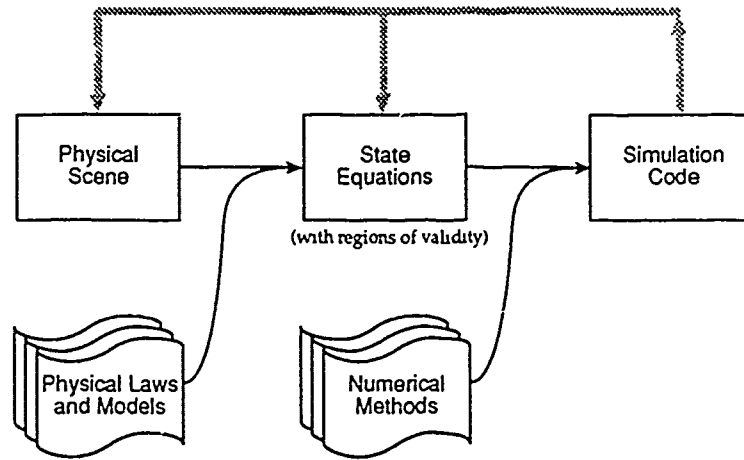 Physical
Scene
State
Equations
Simulation
Code
(with regions of validity)
Physical Laws
and Models
Numerical
Methods